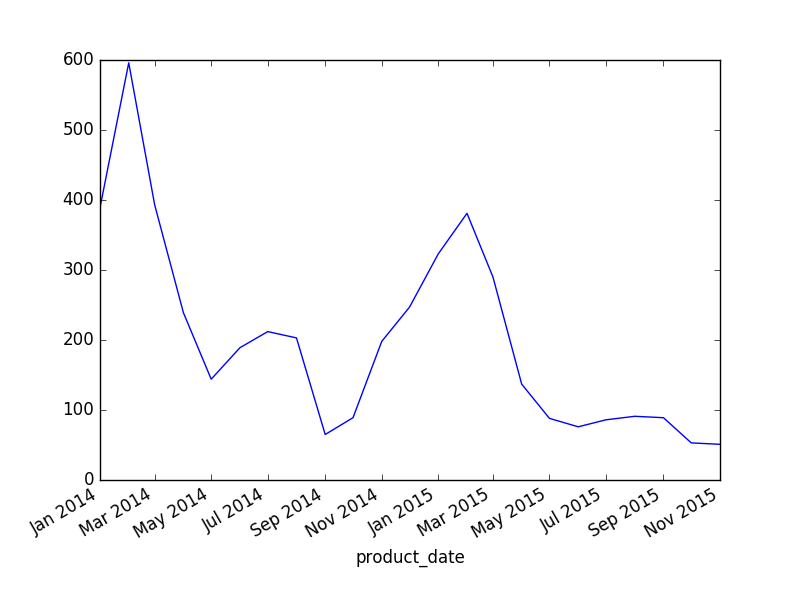 600
500
400
300
200
100
0
Jan 2014
Mar 2014
May 2014
Jul 2014
Sep 2014
Nov 2014
Jan 2015
Mar 2015
May 2015
Jul 2015
Sep 2015
Nov 2015
product_date